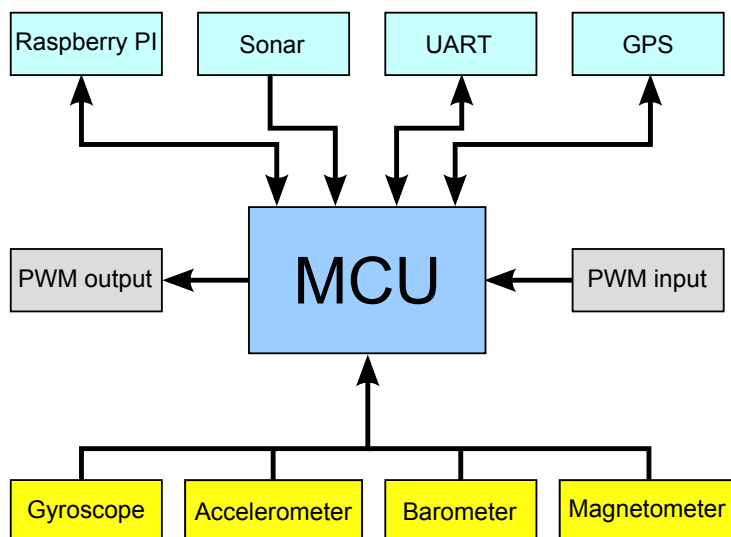 Raspberry PI
Sonar
UART
GPS
PWM output
MCU
PWM input
Gyroscope
Accelerometer
Barometer
Magnetometer